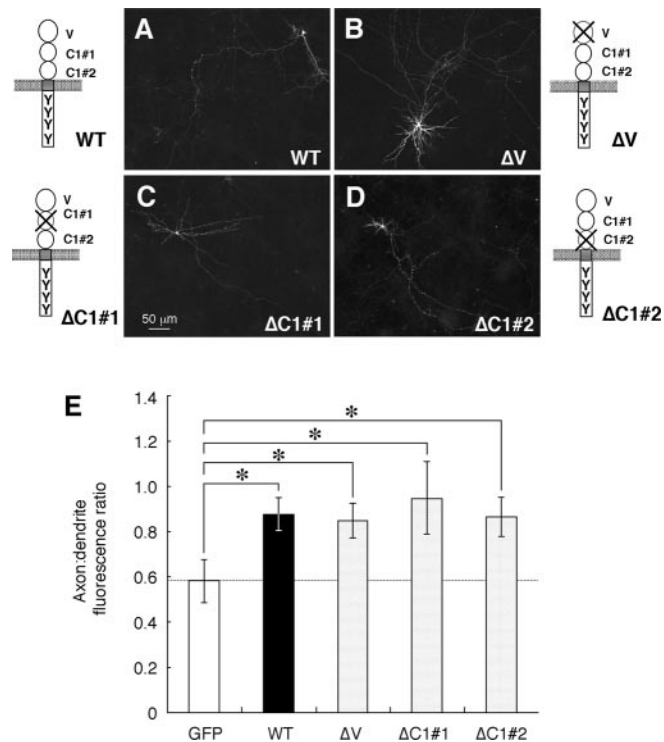 V
C1#1
C1#2
Y
Y
Y
Y
WT
A
WT
B
ΔV
V
C1#1
C1#2
Y
Y
Y
Y
ΔV
V
C1#1
C1#2
Y
Y
Y
Y
ΔC1#1
C
50 µm
ΔC1#1
D
ΔC1#2
V
C1#1
C1#2
Y
Y
Y
Y
ΔC1#2
E
Axon:dendrite
fluorescence ratio
1.4
1.2
1.0
0.8
0.6
0.4
0.2
0
*
*
*
*
GFP
WT
ΔV
ΔC1#1
ΔC1#2